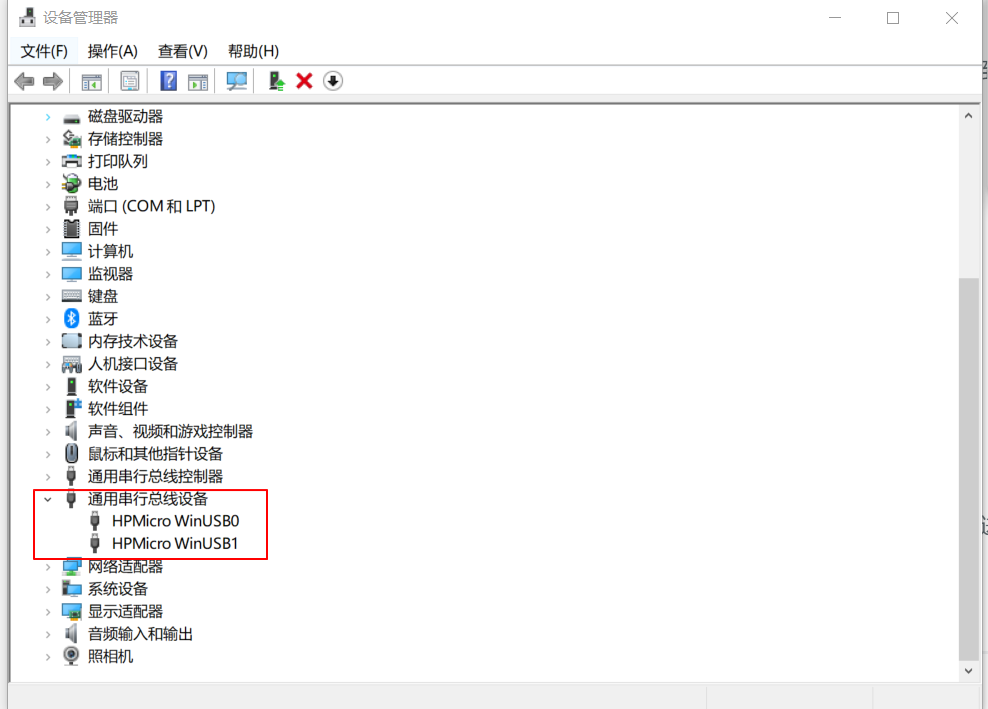 设备管理器
文件(F) 操作(A) 查看(V) 帮助(H)
磁盘驱动器
存储控制器
打印队列
电池
端口 (COM 和 LPT)
固件
计算机
监视器
键盘
蓝牙
内存技术设备
人机接口设备
软件设备
软件组件
声音、视频和游戏控制器
鼠标和其他指针设备
通用串行总线控制器
通用串行总线设备
HPMicro WinUSB0
HPMicro WinUSB1
网络适配器
系统设备
显示适配器
音频输入和输出
照相机